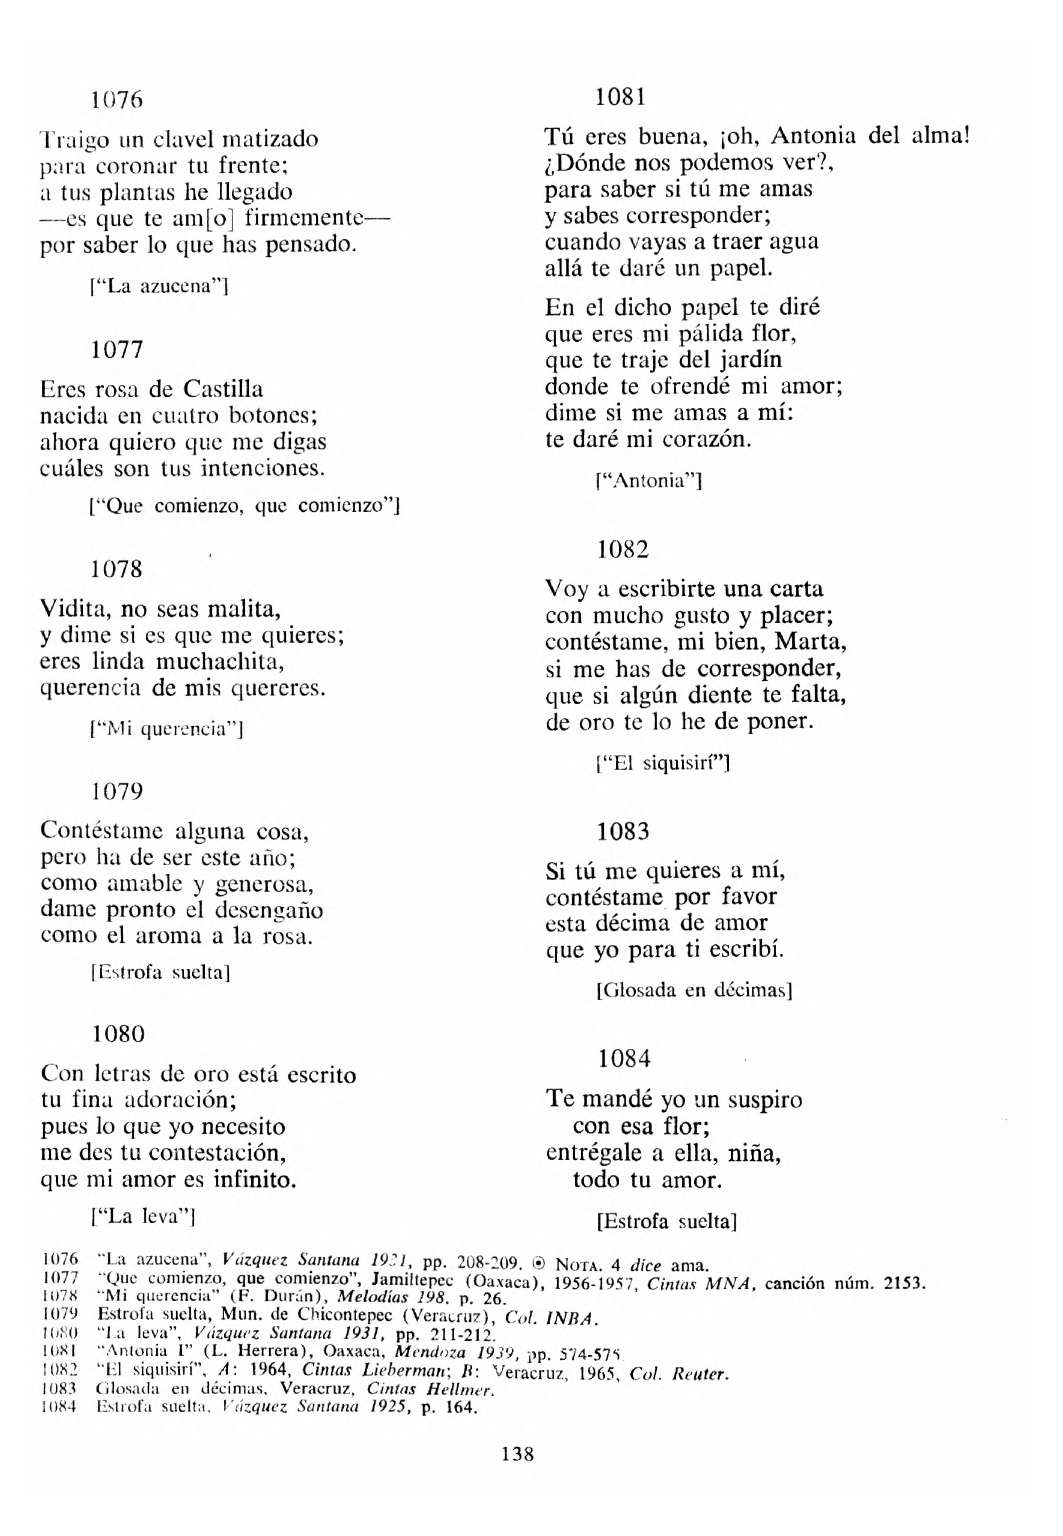 1076
Traigo un clavel matizado
para coronar tu frente;
a tus plantas he llegado
—es que te am[o] firmemente—
por saber lo que has pensado.
["La azucena"]
1077
Eres rosa de Castilla
nacida en cuatro botones;
ahora quiero que me digas
cuáles son tus intenciones.
["Que comienzo, que comienzo"]
1078
Vidita, no seas malita,
y dime si es que me quieres;
eres linda muchachita,
querencia de mis quereres.
["Mi querencia"]
1079
Contéstame alguna cosa,
pero ha de ser este año;
como amable y generosa,
dame pronto el desengaño
como el aroma a la rosa.
[Estrofa suelta]
1080
Con letras de oro está escrito
tu fina adoración;
pues lo que yo necesito
me des tu contestación,
que mi amor es infinito.
["La leva"]
1081
Tú eres buena, ¡oh, Antonia del alma!
¿Dónde nos podemos ver?,
para saber si tú me amas
y sabes corresponder;
cuando vayas a traer agua
allá te daré un papel.
En el dicho papel te diré
que eres mi pálida flor,
que te traje del jardín
donde te ofrendé mi amor;
dime si me amas a mí:
te daré mi corazón.
["Antonia"]
1082
Voy a escribirte una carta
con mucho gusto y placer;
contéstame, mi bien, Marta,
si me has de corresponder,
que si algún diente te falta,
de oro te lo he de poner.
["El siquisirí"]
1083
Si tú me quieres a mí,
contéstame por favor
esta décima de amor
que yo para ti escribí.
[Glosada en décimas]
1084
Te mandé yo un suspiro
con esa flor;
entrégale a ella, niña,
todo tu amor.
[Estrofa suelta]
1076 "La azucena", Vázquez Santana 1931, pp. 208-209. ⦿ NOTA. 4 dice ama.
1077 "Que comienzo, que comienzo", Jamiltepec (Oaxaca), 1956-1957, Cintas MNA, canción núm. 2153.
1078 "Mi querencia" (F. Durán), Melodías 198. p. 26.
1079 Estrofa suelta, Mun. de Chicontepec (Veracruz), Col. INBA.
1080 "La leva", Vázquez Santana 1931, pp. 211-212.
1081 "Antonia I" (L. Herrera), Oaxaca, Mendoza 1939, pp. 574-575
1082 "El siquisirí", A: 1964, Cintas Lieberman; B: Veracruz, 1965, Col. Reuter.
1083 Glosada en décimas, Veracruz, Cintas Hellmer.
1084 Estrofa suelta. Vázquez Santana 1925, p. 164.
138